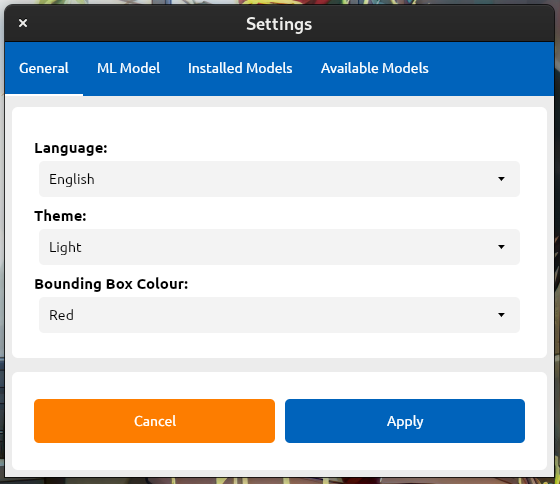 Settings
General ML Model Installed Models Available Models
Language:
English
Theme:
Light
Bounding Box Colour:
Red
Cancel Apply